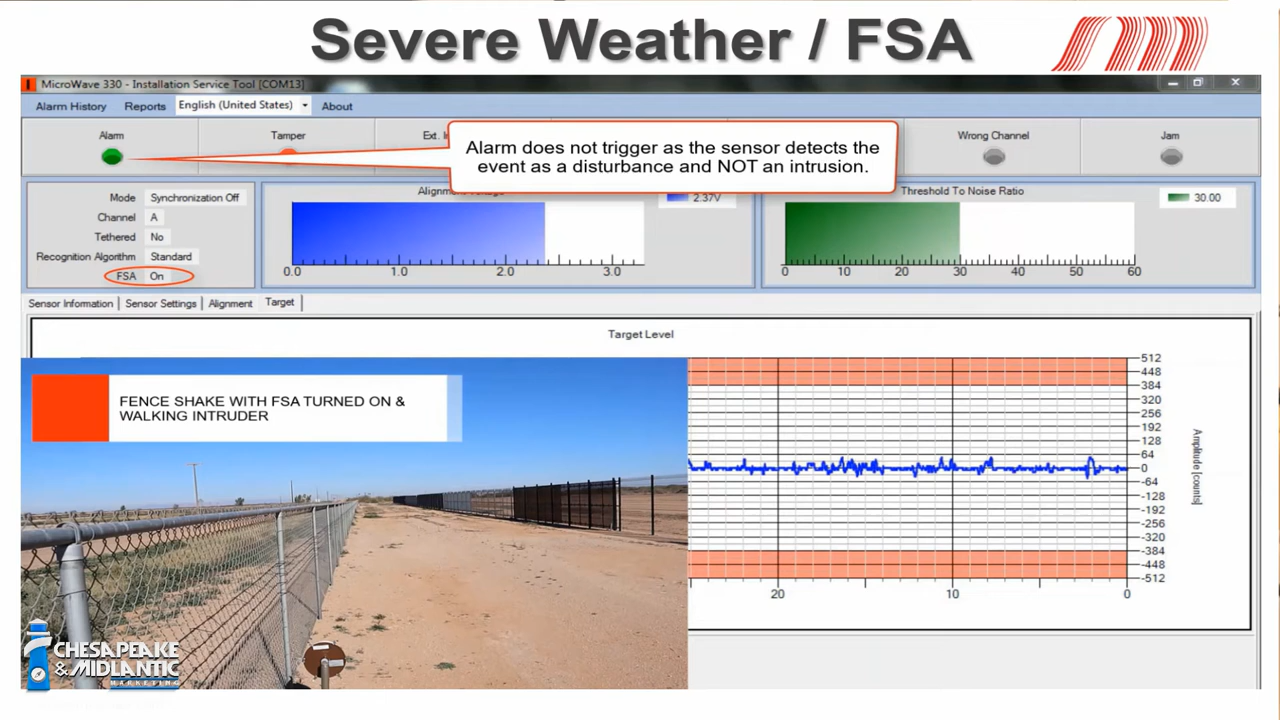 Severe Weather / FSA
MicroWave 330 - Installation Service Tool [COM13]
Alarm History Reports English (United States) About
Alarm Tamper Ext. Wrong Channel Jam
Alarm does not trigger as the sensor detects the
event as a disturbance and NOT an intrusion.
Mode Synchronization Off
Channel A
Tethered No
Recognition Algorithm Standard
FSA On
2.37V
0.0 1.0 2.0 3.0
Threshold To Noise Ratio
30.00
0 10 20 30 40 50 60
Sensor Information Sensor Settings Alignment Target
Target Level
FENCE SHAKE WITH FSA TURNED ON &
WALKING INTRUDER
512
448
384
320
256
192
128
64
0
-64
-128
-192
-256
-320
-384
-448
-512
Amplitude [counts]
20 10 0
CHESAPEAKE
& MIDLANTIC
MARKETING